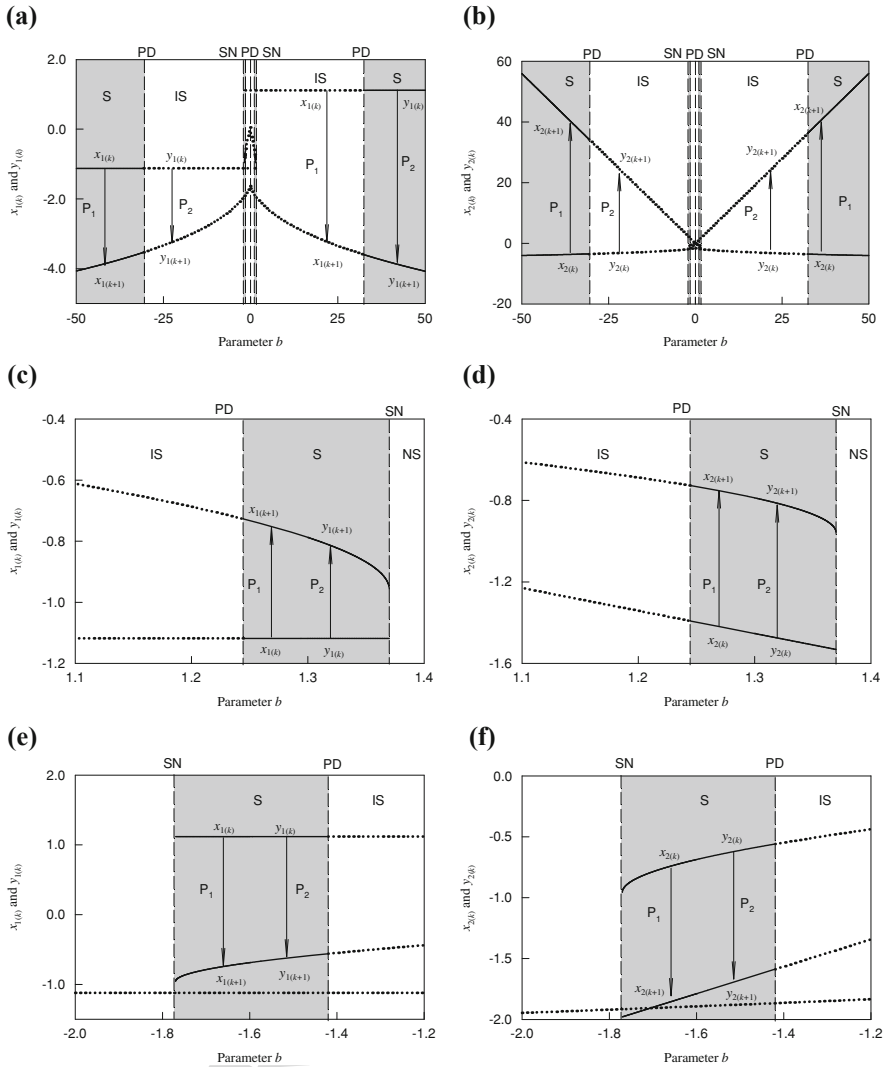 (a)
PD SN PD SN PD
2.0
0.0
-2.0
-4.0
S IS IS S
x1(k) y1(k) x1(k) y1(k)
P1 P2 P1 P2
x1(k+1) y1(k+1) x1(k+1) y1(k+1)
x1(k) and y1(k)
-50 -25 0 25 50
Parameter b
(b)
PD SN PD SN PD
60
40
20
0
-20
S IS IS S
x2(k+1) y2(k+1) y2(k+1) x2(k+1)
P1 P2 P2 P1
x2(k) y2(k) y2(k) x2(k)
x2(k) and y2(k)
-50 -25 0 25 50
Parameter b
(c)
PD SN
-0.4
-0.6
-0.8
-1.0
-1.2
IS S NS
x1(k+1) y1(k+1)
P1 P2
x1(k) y1(k)
x1(k) and y1(k)
1.1 1.2 1.3 1.4
Parameter b
(d)
PD SN
-0.4
-0.8
-1.2
-1.6
IS S NS
x2(k+1) y2(k+1)
P1 P2
x2(k) y2(k)
x2(k) and y2(k)
1.1 1.2 1.3 1.4
Parameter b
(e)
SN PD
2.0
1.0
0.0
-1.0
S IS
x1(k) y1(k)
P1 P2
x1(k+1) y1(k+1)
x1(k) and y1(k)
-2.0 -1.8 -1.6 -1.4 -1.2
Parameter b
(f)
SN PD
0.0
-0.5
-1.0
-1.5
-2.0
S IS
x2(k) y2(k)
P1 P2
x2(k+1) y2(k+1)
x2(k) and y2(k)
-2.0 -1.8 -1.6 -1.4 -1.2
Parameter b